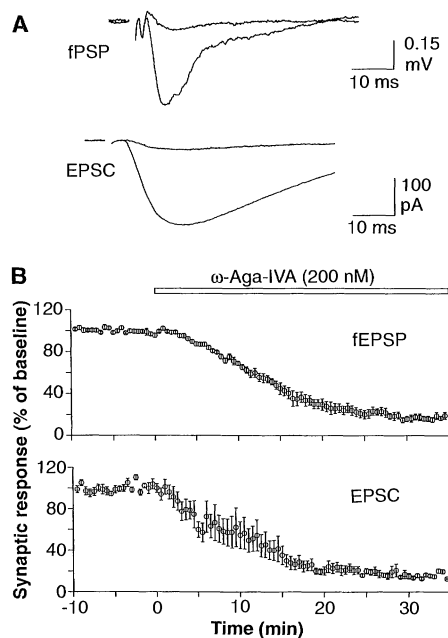 A
fPSP
0.15
mV
10 ms
EPSC
100
pA
10 ms
B
ω-Aga-IVA (200 nM)
Synaptic response (% of baseline)
120
80
40
0
fEPSP
120
80
40
0
EPSC
-10 0 10 20 30
Time (min)